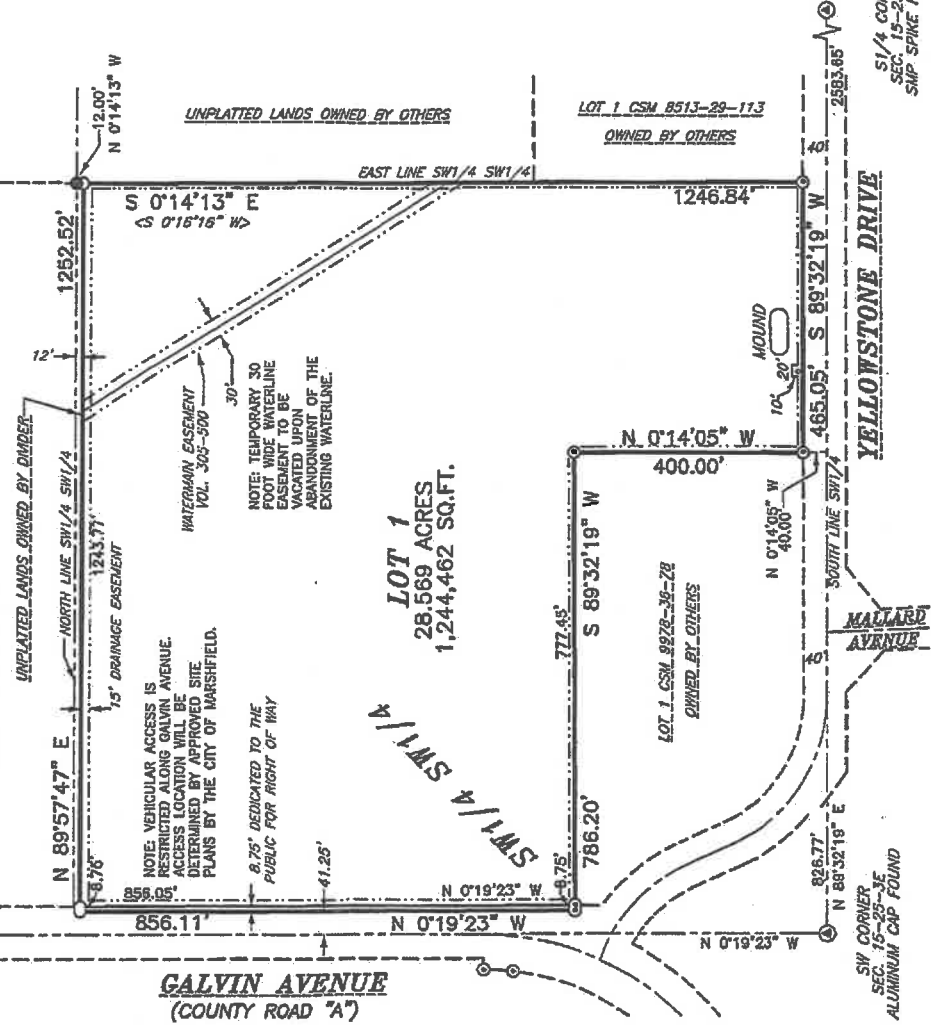 S1/4 CO
SEC. 15-2
SMP SPIKE
2583.65'
12.00'
N 0°14'13" W
UNPLATTED LANDS OWNED BY OTHERS
LOT 1 CSM 8513-29-113
OWNED BY OTHERS
40'
EAST LINE SW1/4 SW1/4
S 0°14'13" E
<S 0°16'16" W>
1246.84'
1252.52'
12'
UNPLATTED LANDS OWNED BY DIVIDER
NORTH LINE SW1/4 SW1/4
1243.77'
15' DRAINAGE EASEMENT
N 89°57'47" E
WATERMAIN EASEMENT
VOL. 305-500
30'
NOTE: TEMPORARY 30
FOOT WIDE WATERLINE
EASEMENT TO BE
VACATED UPON
ABANDONMENT OF THE
EXISTING WATERLINE.
MOUND
10'
20'
S 89°32'19" W
465.05'
YELLOWSTONE DRIVE
N 0°14'05" W
400.00'
N 0°14'05" W
40.00
SOUTH LINE SW1/4
LOT 1
28.569 ACRES
1,244,462 SQ.FT.
777.45'
S 89°32'19" W
786.20'
LOT 1 CSM 9978-36-78
OWNED BY OTHERS
MALLARD
AVENUE
40'
SW1/4 SW1/4
NOTE: VEHICULAR ACCESS IS
RESTRICTED ALONG GALVIN AVENUE.
ACCESS LOCATION WILL BE
DETERMINED BY APPROVED SITE
PLANS BY THE CITY OF MARSHFIELD.
8.75' DEDICATED TO THE
PUBLIC FOR RIGHT OF WAY
41.25'
8.75'
8.75'
856.05'
N 0°19'23" W
856.11'
N 0°19'23" W
N 0°19'23" W
826.77'
N 88°32'19" E
SW CORNER
SEC. 15-25-3E
ALUMINUM CAP FOUND
GALVIN AVENUE
(COUNTY ROAD "A")